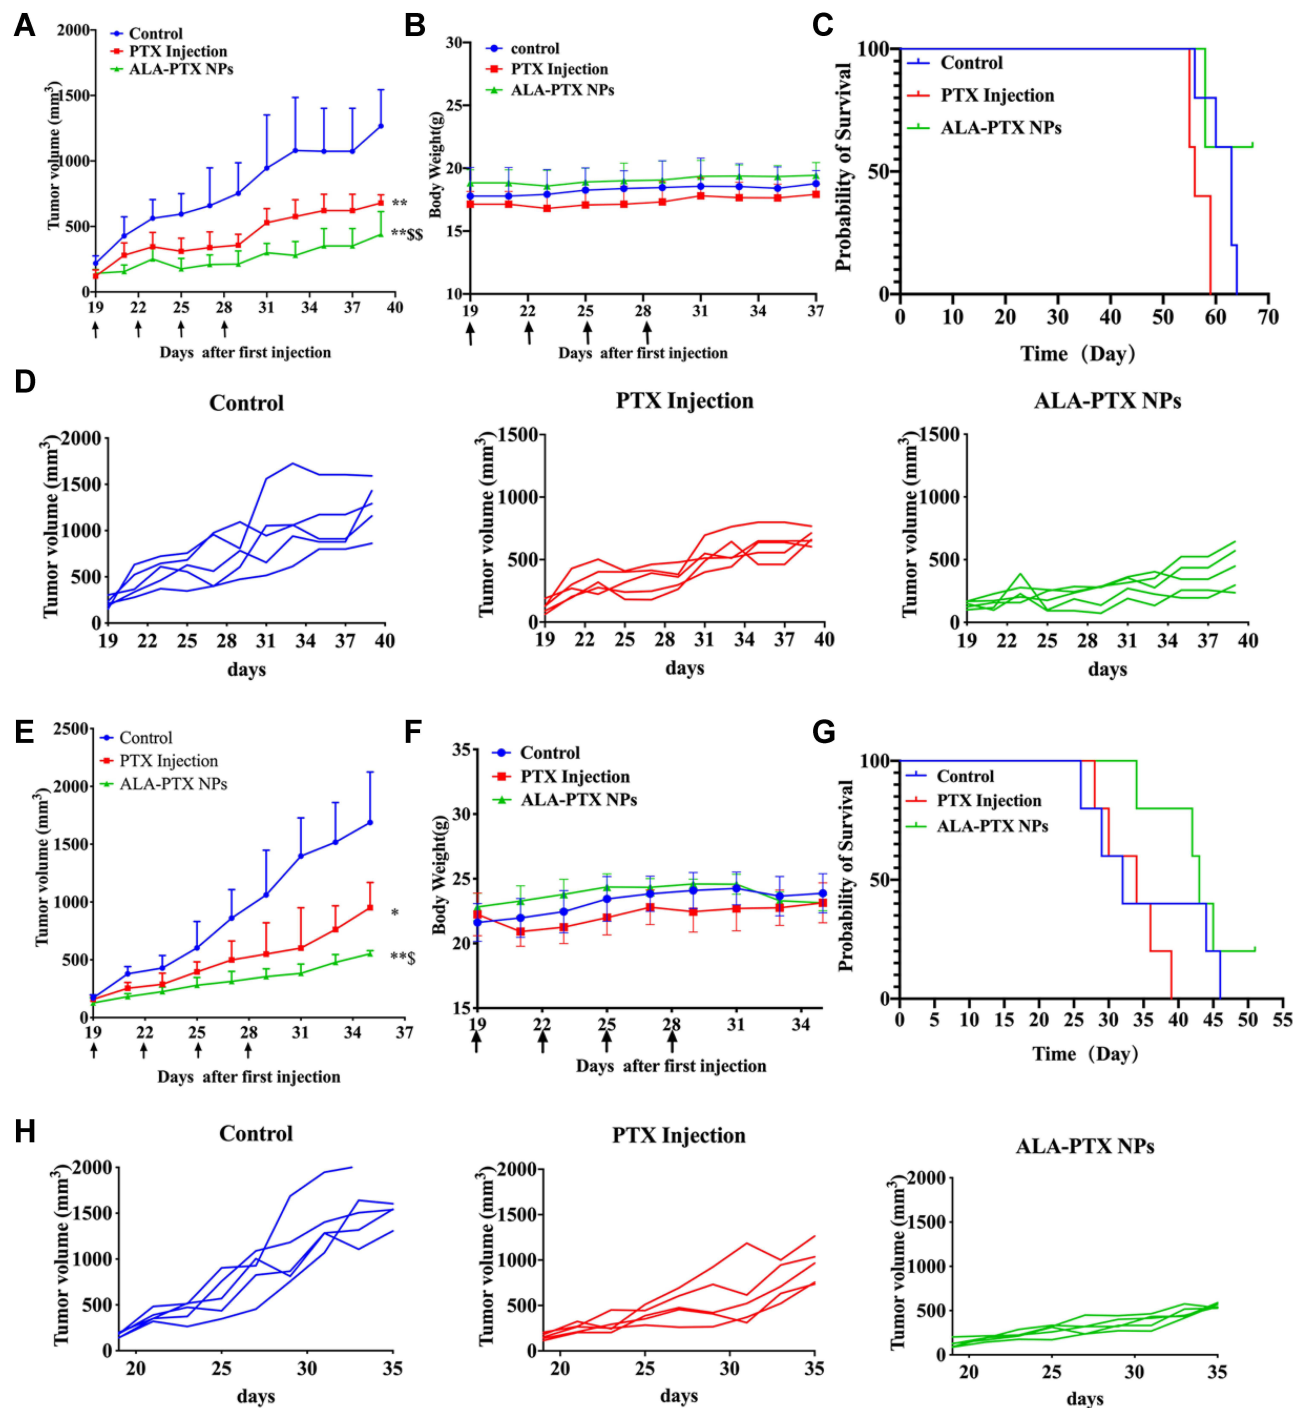 A
2000
1500
1000
500
0
Tumor volume (mm3)
Control
PTX Injection
ALA-PTX NPs
**
**$$
19 22 25 28 31 34 37 40
Days after first injection
B
30
25
20
15
10
Body Weight(g)
control
PTX Injection
ALA-PTX NPs
19 22 25 28 31 34 37
Days after first injection
C
100
50
0
Probability of Survival
Control
PTX Injection
ALA-PTX NPs
0 10 20 30 40 50 60 70
Time（Day）
D
Control
2000
1500
1000
500
0
Tumor volume (mm3)
19 22 25 28 31 34 37 40
days
PTX Injection
1500
1000
500
0
Tumor volume (mm3)
19 22 25 28 31 34 37 40
days
ALA-PTX NPs
1500
1000
500
0
Tumor volume (mm3)
19 22 25 28 31 34 37 40
days
E
2500
2000
1500
1000
500
0
Tumor volume (mm3)
Control
PTX Injection
ALA-PTX NPs
*
**$
19 22 25 28 31 34 37
Days after first injection
F
35
30
25
20
15
Body Weight(g)
Control
PTX Injection
ALA-PTX NPs
19 22 25 28 31 34
Days after first injection
G
100
50
0
Probability of Survival
Control
PTX Injection
ALA-PTX NPs
0 5 10 15 20 25 30 35 40 45 50 55
Time（Day）
H
Control
2000
1500
1000
500
0
Tumor volume (mm3)
20 25 30 35
days
PTX Injection
2000
1500
1000
500
0
Tumor volume (mm3)
20 25 30 35
days
ALA-PTX NPs
2000
1500
1000
500
0
Tumor volume (mm3)
20 25 30 35
days